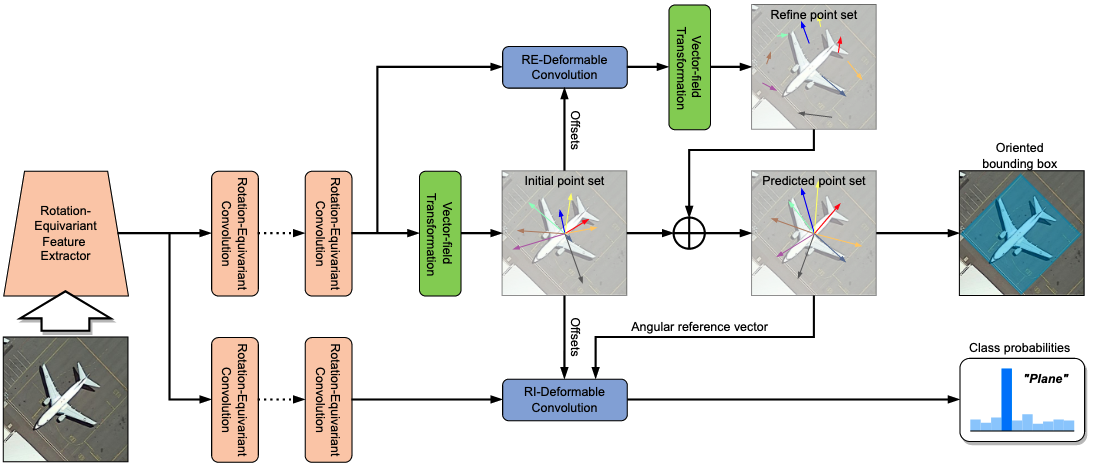 Refine point set
RE-Deformable
Convolution
Vector-field
Transformation
Offsets
Oriented
bounding box
Rotation-
Equivariant
Feature
Extractor
Rotation-Equivariant
Convolution
Rotation-Equivariant
Convolution
Vector-field
Transformation
Initial point set
Predicted point set
Offsets
Angular reference vector
Class probabilities
Rotation-Equivariant
Convolution
Rotation-Equivariant
Convolution
RI-Deformable
Convolution
"Plane"